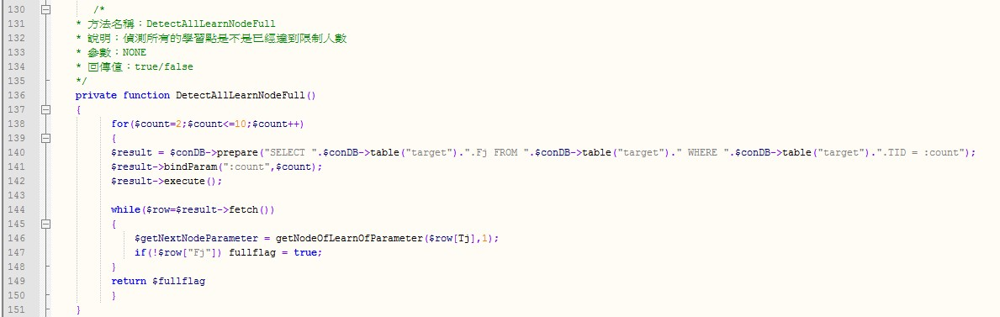 130 /*
131 * 方法名稱：DetectAllLearnNodeFull
132 * 說明：偵測所有的學習點是不是已經達到限制人數
133 * 參數：NONE
134 * 回傳值：true/false
135 */
136 private function DetectAllLearnNodeFull()
137 {
138 for($count=2;$count<=10;$count++)
139 {
140 $result = $conDB->prepare("SELECT ".$conDB->table("target").".Fj FROM ".$conDB->table("target")." WHERE ".$conDB->table("target").".TID = :count");
141 $result->bindParam(":count",$count);
142 $result->execute();
143
144 while($row=$result->fetch())
145 {
146 $getNextNodeParameter = getNodeOfLearnOfParameter($row[Tj],1);
147 if(!$row["Fj"]) fullflag = true;
148 }
149 return $fullflag
150 }
151 }